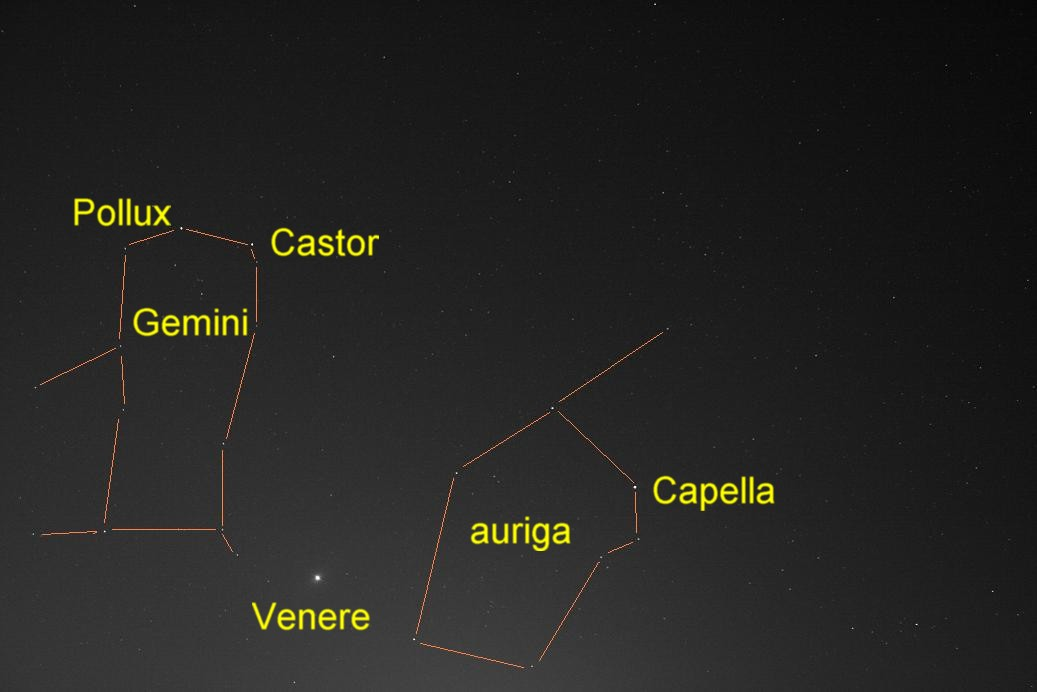 Pollux
Castor
Gemini
Capella
auriga
Venere